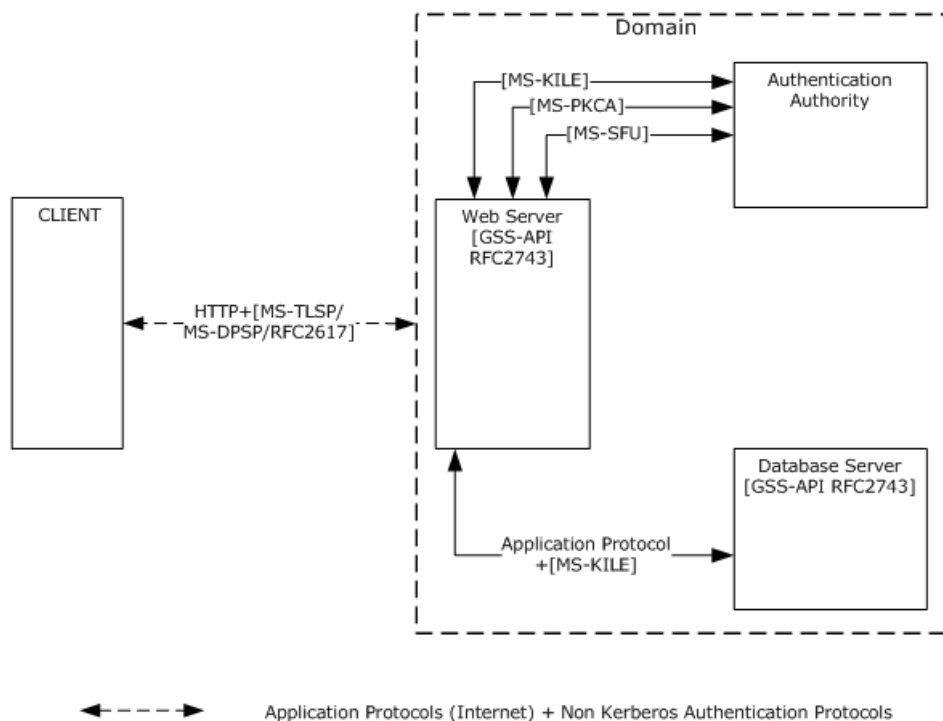 Domain
[MS-KILE]
[MS-PKCA]
[MS-SFU]
Authentication
Authority
CLIENT
Web Server
[GSS-API
RFC2743]
HTTP+[MS-TLSP/
MS-DPSP/RFC2617]
Database Server
[GSS-API RFC2743]
Application Protocol
+[MS-KILE]
Application Protocols (Internet) + Non Kerberos Authentication Protocols